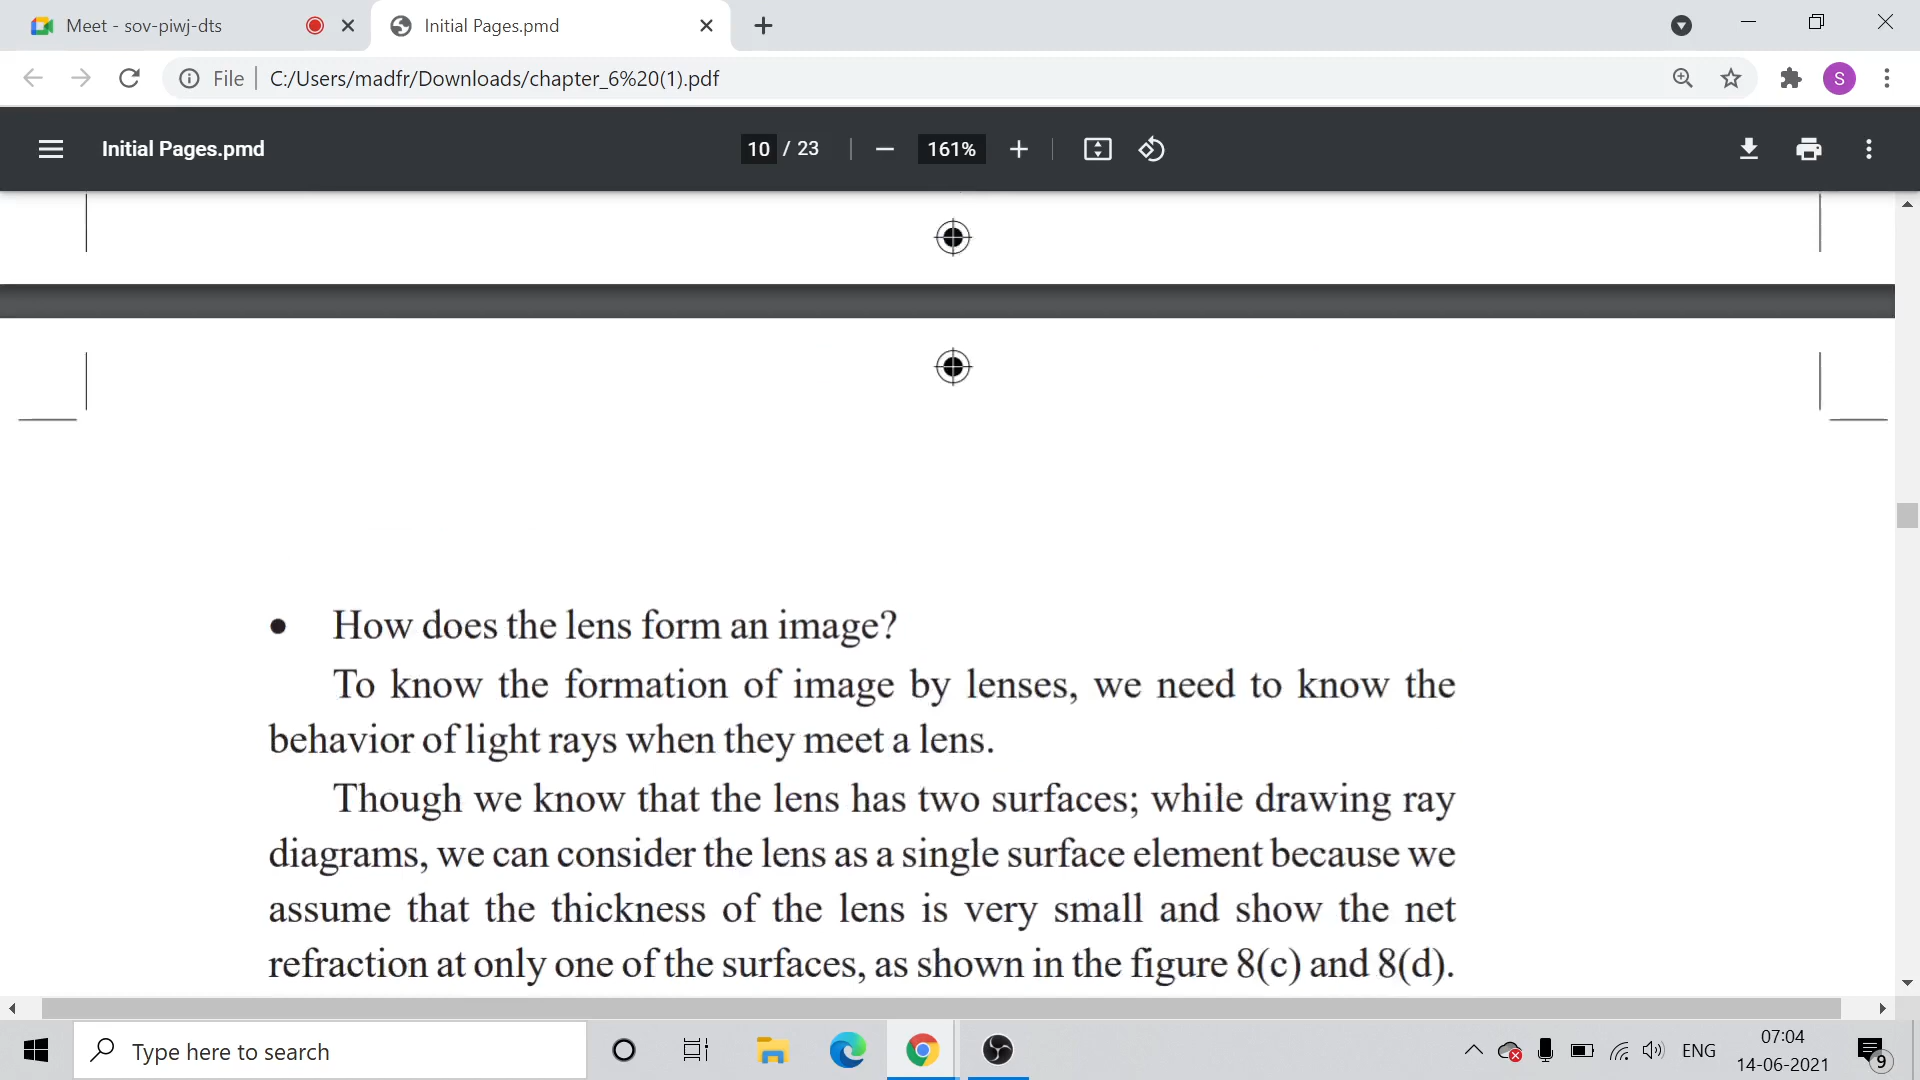 Meet - sov-piwj-dts
Initial Pages.pmd
File
C:/Users/madfr/Downloads/chapter_6%20(1).pdf
S
Initial Pages.pmd
10 / 23
161%
• How does the lens form an image?
To know the formation of image by lenses, we need to know the
behavior of light rays when they meet a lens.
Though we know that the lens has two surfaces; while drawing ray
diagrams, we can consider the lens as a single surface element because we
assume that the thickness of the lens is very small and show the net
refraction at only one of the surfaces, as shown in the figure 8(c) and 8(d).
Type here to search
ENG
07:04
14-06-2021
9